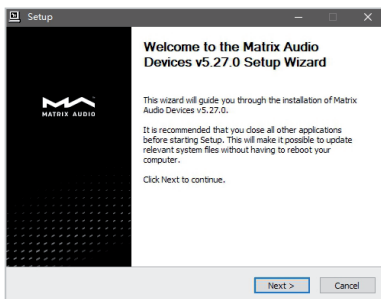 Setup
Welcome to the Matrix Audio
Devices v5.27.0 Setup Wizard
MATRIX AUDIO
This wizard will guide you through the installation of Matrix
Audio Devices v5.27.0.
It is recommended that you close all other applications
before starting Setup. This will make it possible to update
relevant system files without having to reboot your
computer.
Click Next to continue.
Next >
Cancel